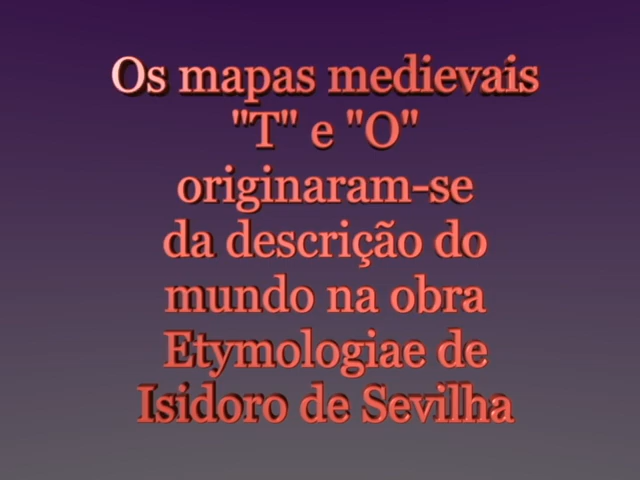 Os mapas medievais
"T" e "O"
originaram-se
da descrição do
mundo na obra
Etymologiae de
Isidoro de Sevilha